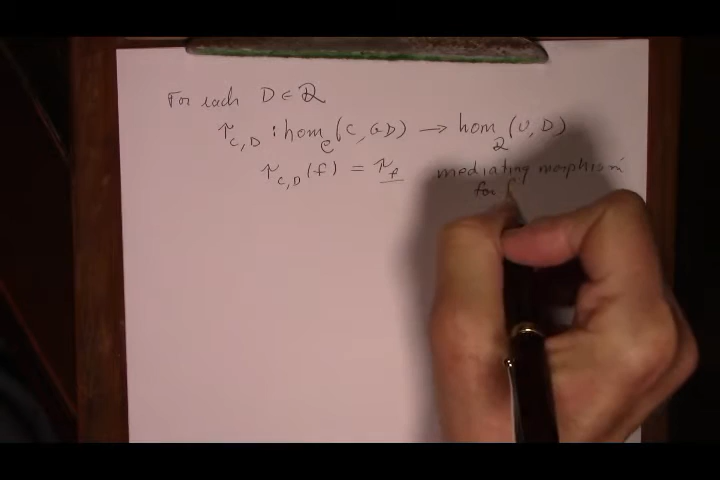 For each D ∈ 𝒟
τ_{C,D} : hom_𝒞(C, GD) → hom_𝒟(U, D)
τ_{C,D}(f) = τ_f mediating morphism
for f